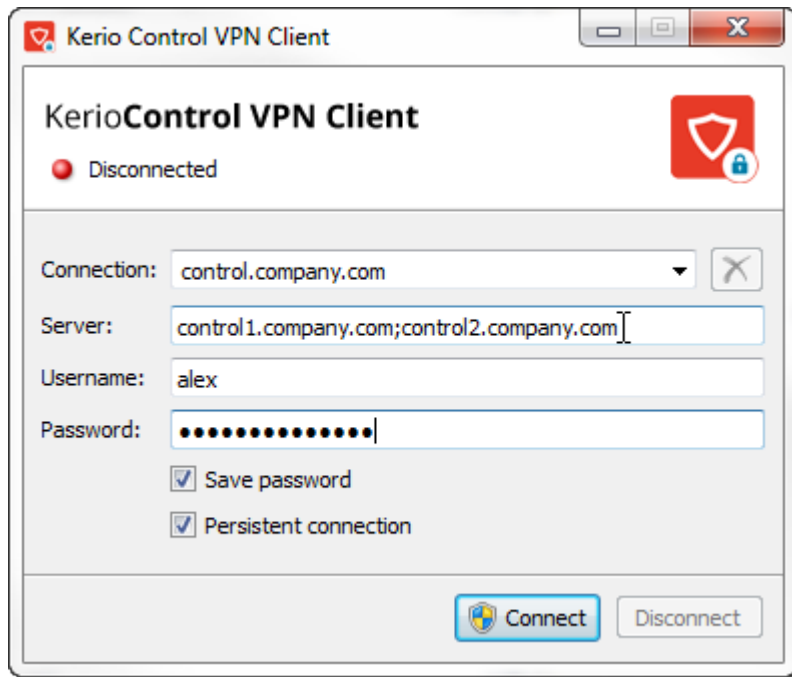 Kerio Control VPN Client
KerioControl VPN Client
Disconnected
Connection: control.company.com
Server: control1.company.com;control2.company.com
Username: alex
Password: ••••••••••••••
Save password
Persistent connection
Connect Disconnect